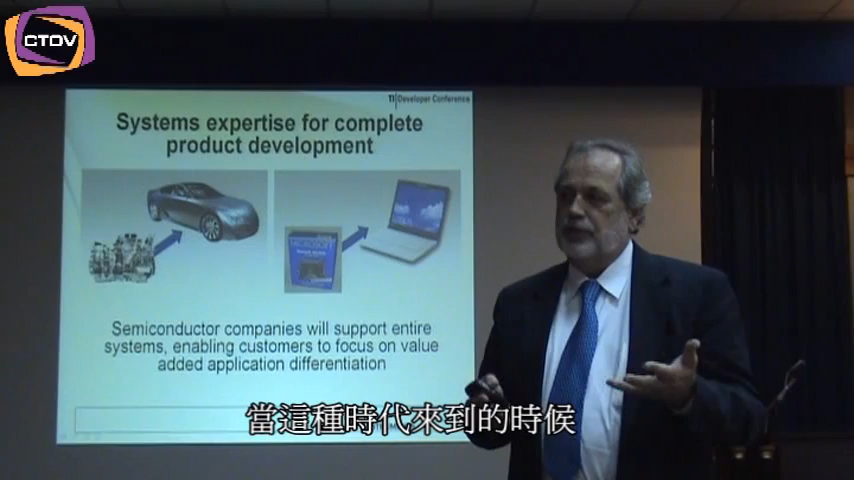 CTOV
TI Developer Conference
Systems expertise for complete
product development
MICROSOFT
Semiconductor companies will support entire
systems, enabling customers to focus on value
added application differentiation
當這種時代來到的時候